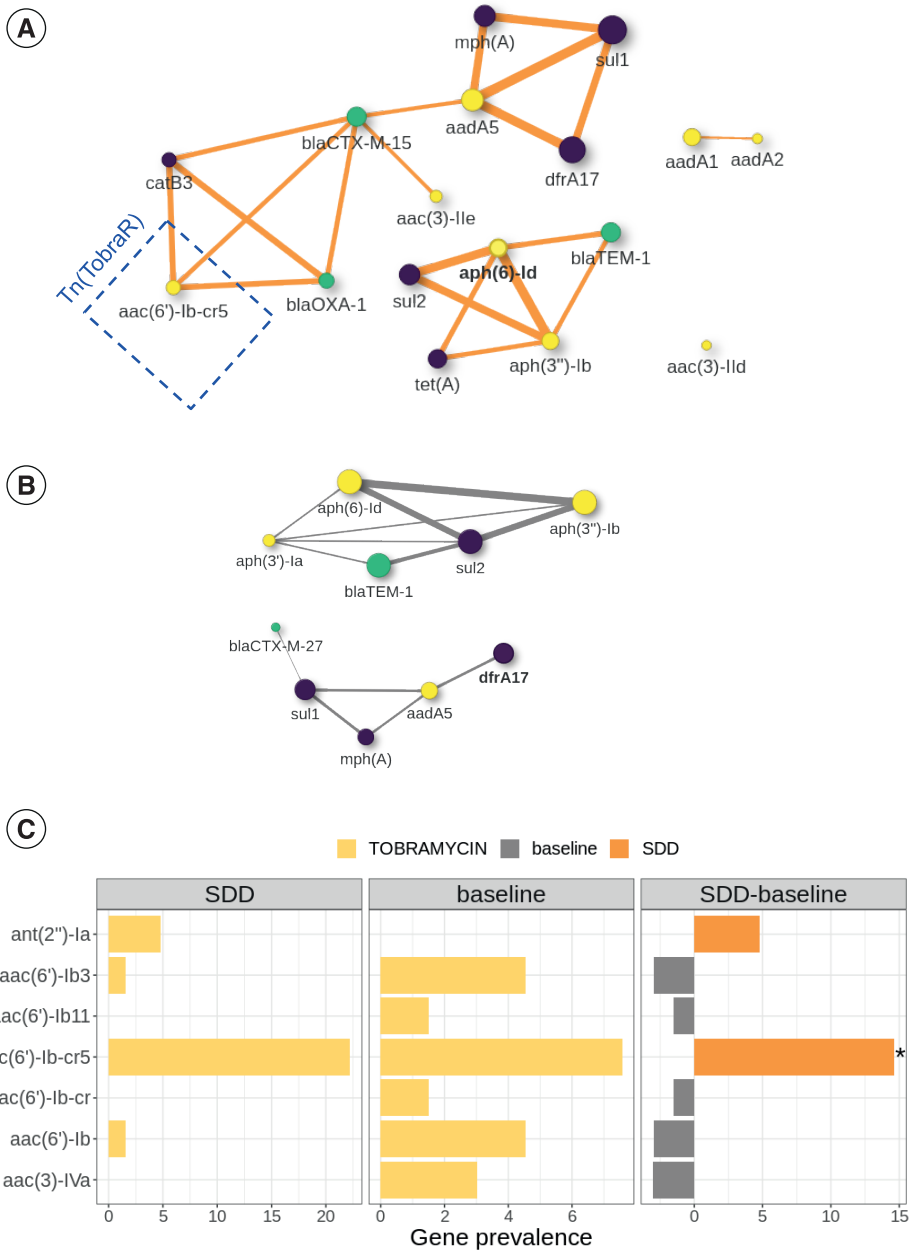 A
mph(A)
sul1
aadA5
blaCTX-M-15
aadA1 aadA2
catB3
dfrA17
aac(3)-IIe
Tn(TobraR)
aph(6)-Id
blaTEM-1
sul2
aac(6')-Ib-cr5
blaOXA-1
aph(3")-Ib
aac(3)-IId
tet(A)
B
aph(6)-Id
aph(3")-Ib
aph(3')-Ia
sul2
blaTEM-1
blaCTX-M-27
dfrA17
sul1
aadA5
mph(A)
C
TOBRAMYCIN baseline SDD
SDD baseline SDD-baseline
ant(2")-Ia
aac(6')-Ib3
ac(6')-Ib11
c(6')-Ib-cr5 *
ac(6')-Ib-cr
aac(6')-Ib
aac(3)-IVa
0 5 10 15 20 0 2 4 6 0 5 10 15
Gene prevalence